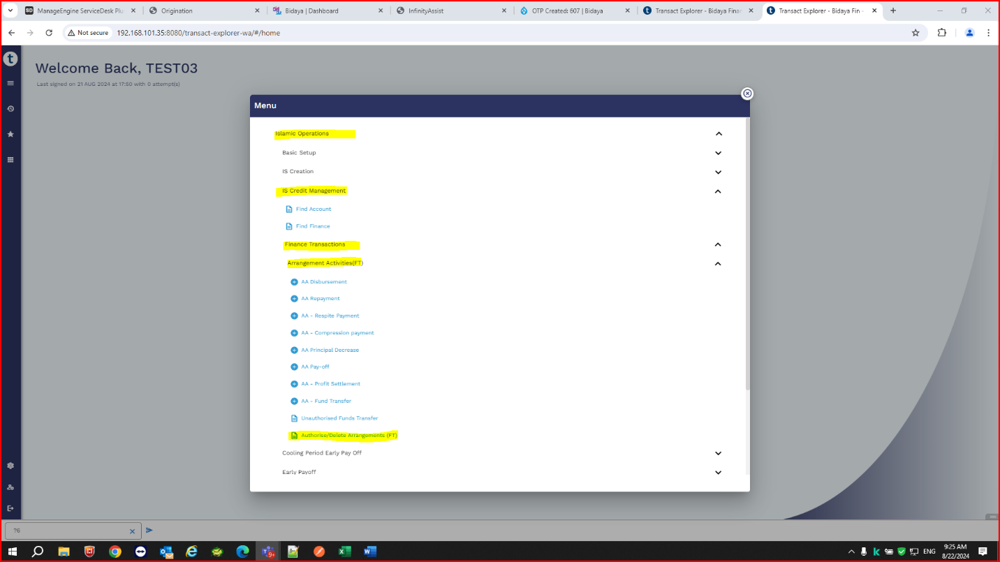 SD ManageEngine ServiceDesk Plu
Origination
Bidaya | Dashboard
InfinityAssist
OTP Created: 607 | Bidaya
Transact Explorer - Bidaya Finan
Transact Explorer - Bidaya Fin -
Not secure 192.168.101.35:8080/transact-explorer-wa/#/home
t
Welcome Back, TEST03
Last signed on 21 AUG 2024 at 17:50 with 0 attempt(s)
Menu
Islamic Operations
Basic Setup
IS Creation
IS Credit Management
Find Account
Find Finance
Finance Transactions
Arrangement Activities(FT)
AA Disbursement
AA Repayment
AA - Respite Payment
AA - Compression payment
AA Principal Decrease
AA Pay-off
AA - Profit Settlement
AA - Fund Transfer
Unauthorised Funds Transfer
Authorise/Delete Arrangements (FT)
Cooling Period Early Pay Off
Early Payoff
?6
9+
ENG
9:25 AM
8/22/2024